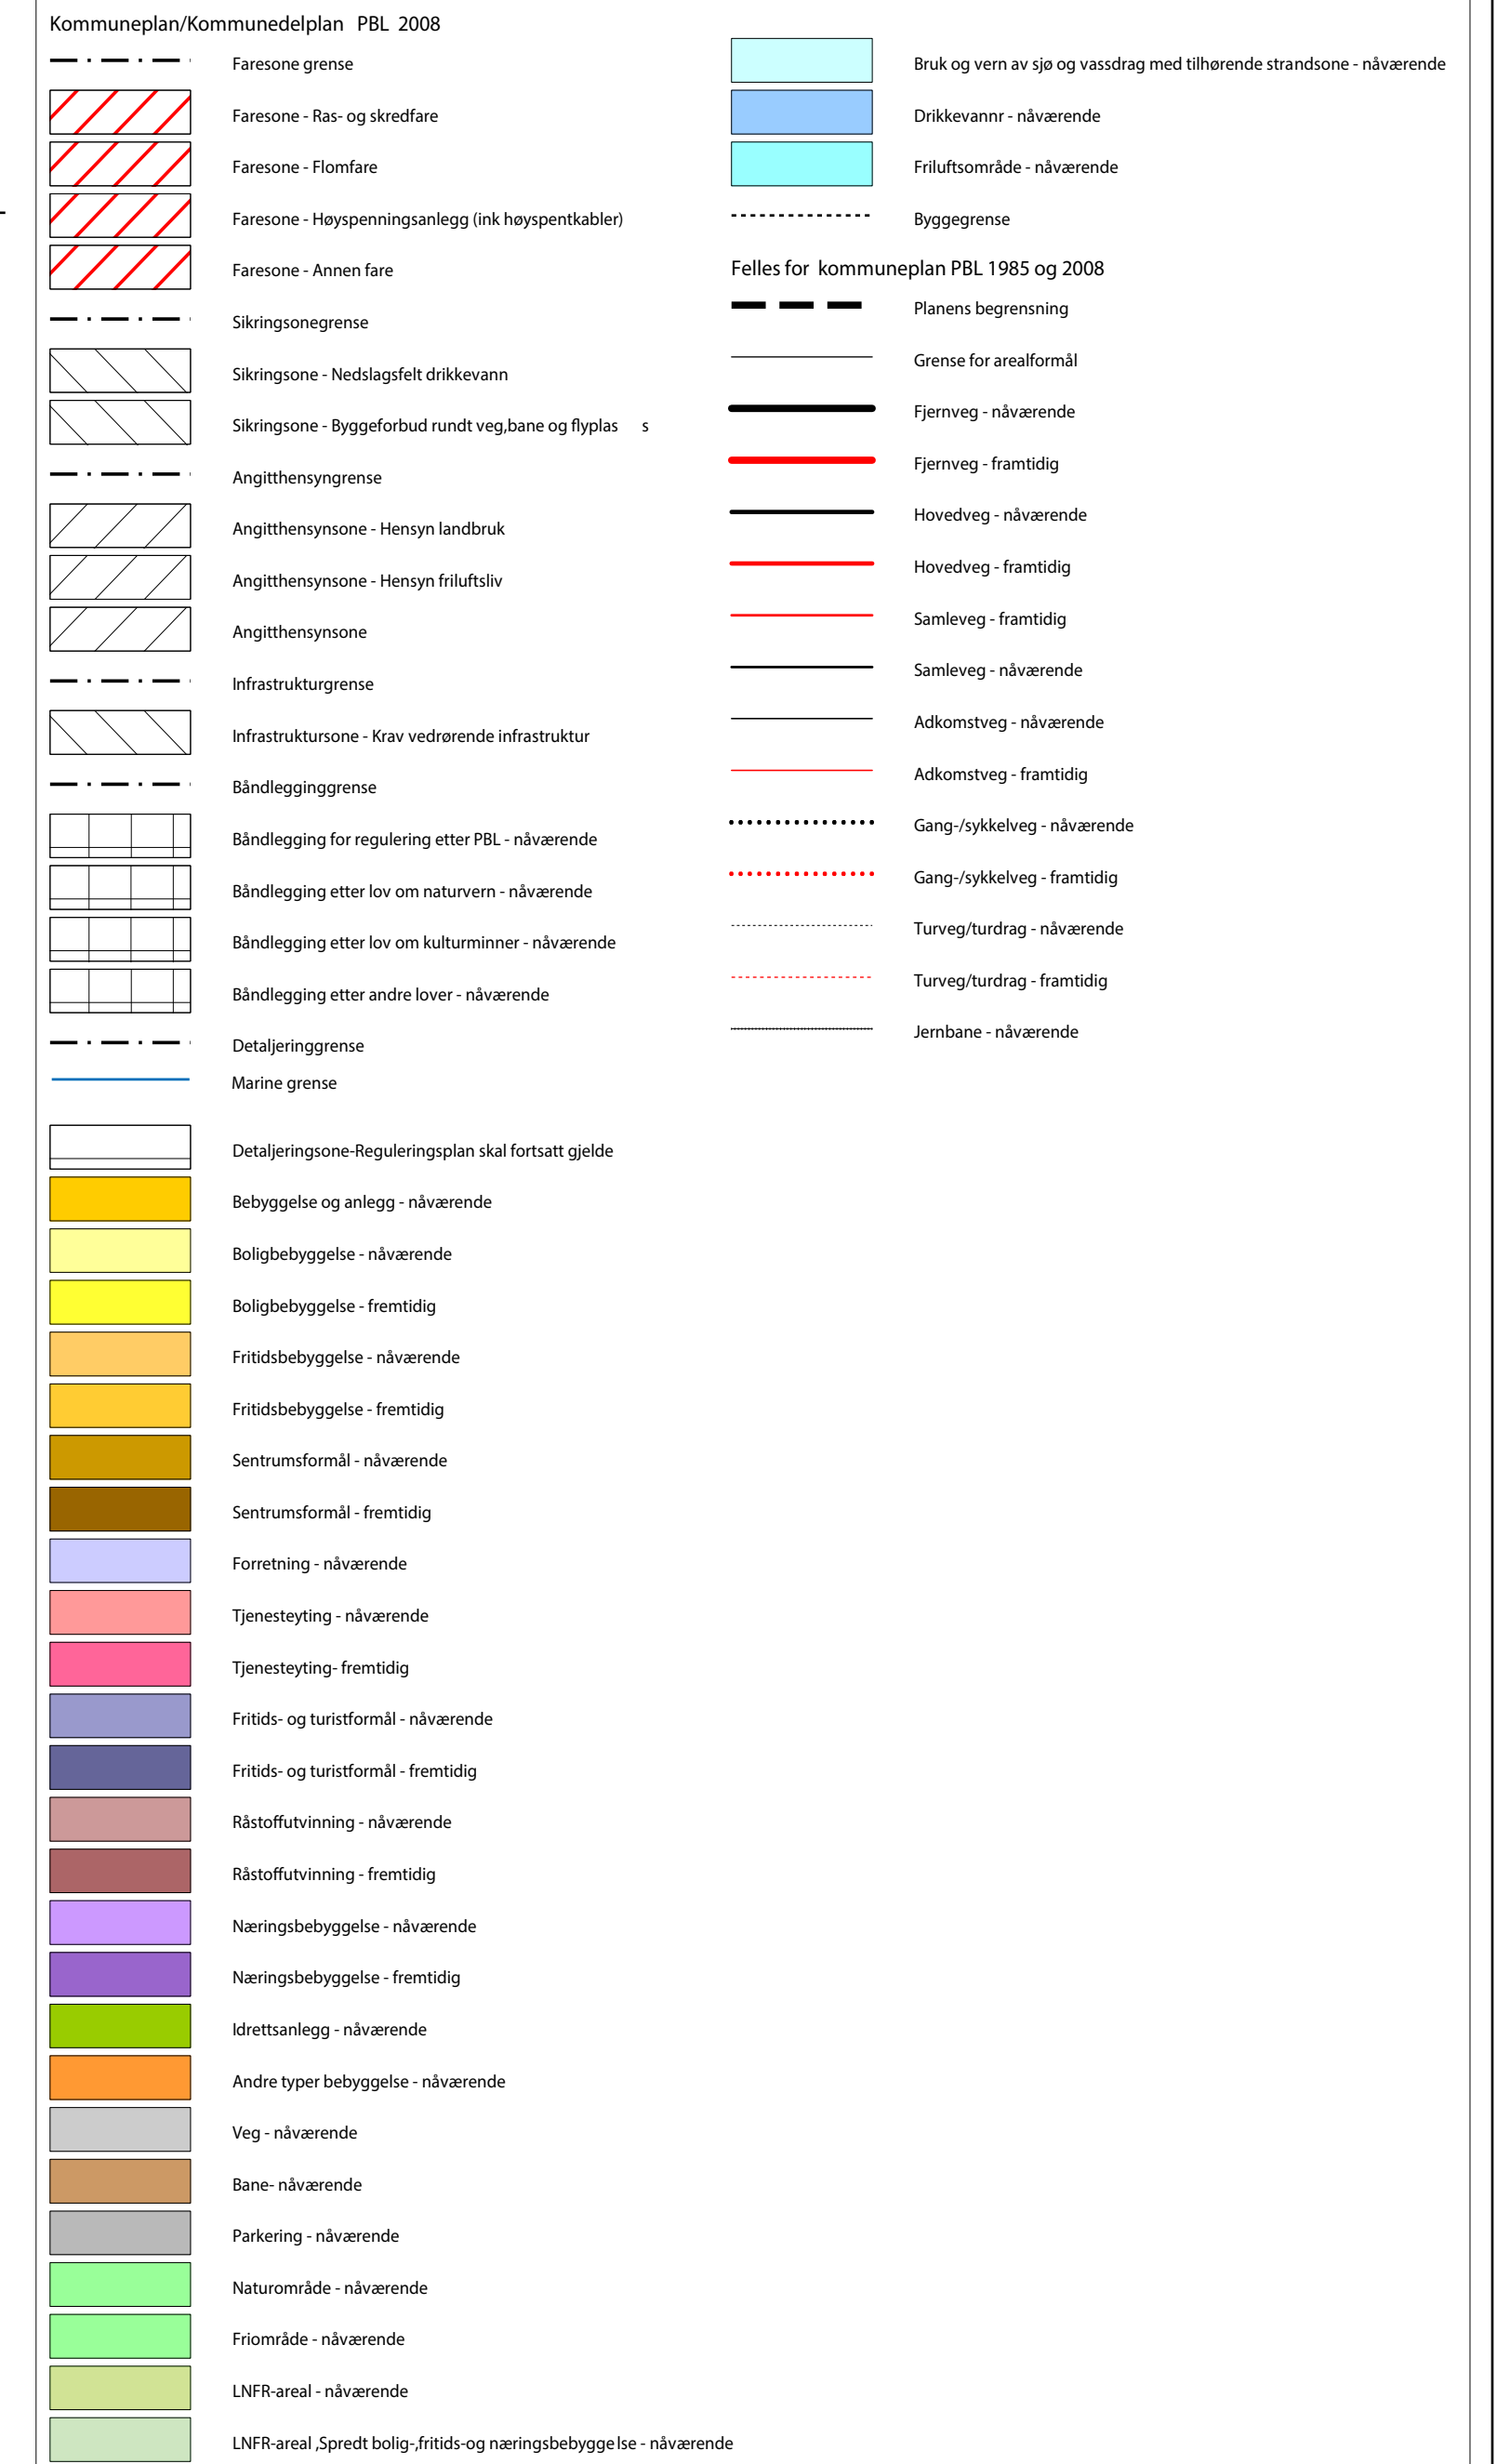 Kommuneplan/Kommunedelplan PBL 2008
Faresone grense
Faresone - Ras- og skredfare
Faresone - Flomfare
Faresone - Høyspenningsanlegg (ink høyspentkabler)
Faresone - Annen fare
Sikringsonegrense
Sikringsone - Nedslagsfelt drikkevann
Sikringsone - Byggeforbud rundt veg,bane og flyplas s
Angitthensyngrense
Angitthensynsone - Hensyn landbruk
Angitthensynsone - Hensyn friluftsliv
Angitthensynsone
Infrastrukturgrense
Infrastruktursone - Krav vedrørende infrastruktur
Båndlegginggrense
Båndlegging for regulering etter PBL - nåværende
Båndlegging etter lov om naturvern - nåværende
Båndlegging etter lov om kulturminner - nåværende
Båndlegging etter andre lover - nåværende
Detaljeringgrense
Marine grense
Detaljeringsone-Reguleringsplan skal fortsatt gjelde
Bebyggelse og anlegg - nåværende
Boligbebyggelse - nåværende
Boligbebyggelse - fremtidig
Fritidsbebyggelse - nåværende
Fritidsbebyggelse - fremtidig
Sentrumsformål - nåværende
Sentrumsformål - fremtidig
Forretning - nåværende
Tjenesteyting - nåværende
Tjenesteyting- fremtidig
Fritids- og turistformål - nåværende
Fritids- og turistformål - fremtidig
Råstoffutvinning - nåværende
Råstoffutvinning - fremtidig
Næringsbebyggelse - nåværende
Næringsbebyggelse - fremtidig
Idrettsanlegg - nåværende
Andre typer bebyggelse - nåværende
Veg - nåværende
Bane- nåværende
Parkering - nåværende
Naturområde - nåværende
Friområde - nåværende
LNFR-areal - nåværende
LNFR-areal ,Spredt bolig-,fritids-og næringsbebyggelse - nåværende
Bruk og vern av sjø og vassdrag med tilhørende strandsone - nåværende
Drikkevannr - nåværende
Friluftsområde - nåværende
Byggegrense
Felles for kommuneplan PBL 1985 og 2008
Planens begrensning
Grense for arealformål
Fjernveg - nåværende
Fjernveg - framtidig
Hovedveg - nåværende
Hovedveg - framtidig
Samleveg - framtidig
Samleveg - nåværende
Adkomstveg - nåværende
Adkomstveg - framtidig
Gang-/sykkelveg - nåværende
Gang-/sykkelveg - framtidig
Turveg/turdrag - nåværende
Turveg/turdrag - framtidig
Jernbane - nåværende